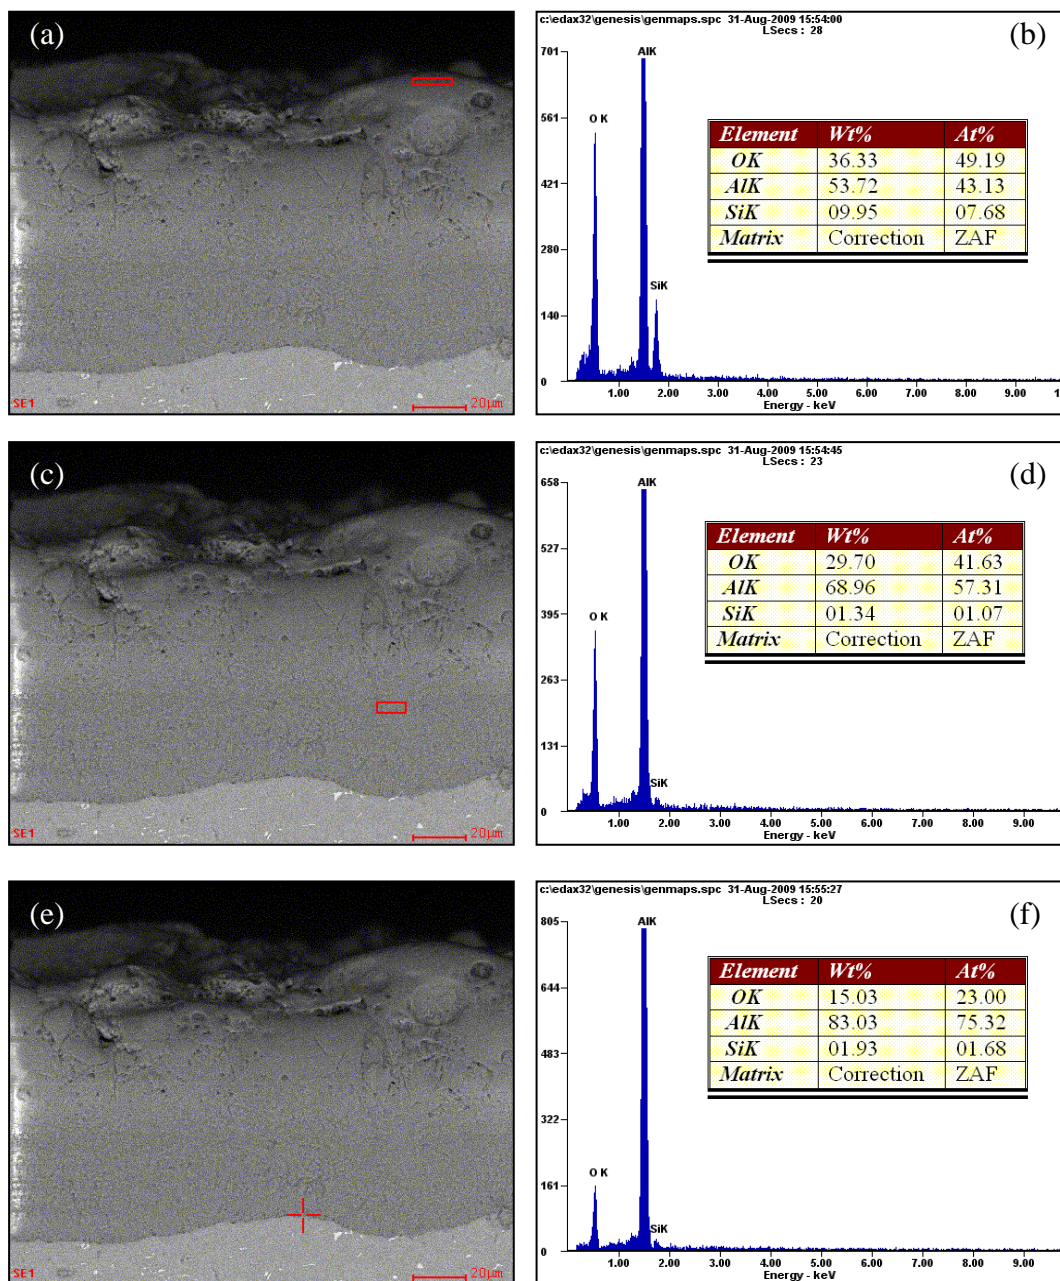 (a)
SE1
20µm
c:\edax32\genesis\genmaps.spc 31-Aug-2009 15:54:00
LSecs : 28
(b)
701
561
421
280
140
0
O K
AlK
SiK
Element Wt% At%
OK 36.33 49.19
AlK 53.72 43.13
SiK 09.95 07.68
Matrix Correction ZAF
1.00 2.00 3.00 4.00 5.00 6.00 7.00 8.00 9.00 1
Energy - keV
(c)
SE1
20µm
c:\edax32\genesis\genmaps.spc 31-Aug-2009 15:54:45
LSecs : 23
(d)
658
527
395
263
131
0
O K
AlK
SiK
Element Wt% At%
OK 29.70 41.63
AlK 68.96 57.31
SiK 01.34 01.07
Matrix Correction ZAF
1.00 2.00 3.00 4.00 5.00 6.00 7.00 8.00 9.00
Energy - keV
(e)
SE1
20µm
c:\edax32\genesis\genmaps.spc 31-Aug-2009 15:55:27
LSecs : 20
(f)
805
644
483
322
161
0
O K
AlK
SiK
Element Wt% At%
OK 15.03 23.00
AlK 83.03 75.32
SiK 01.93 01.68
Matrix Correction ZAF
1.00 2.00 3.00 4.00 5.00 6.00 7.00 8.00 9.00
Energy - keV